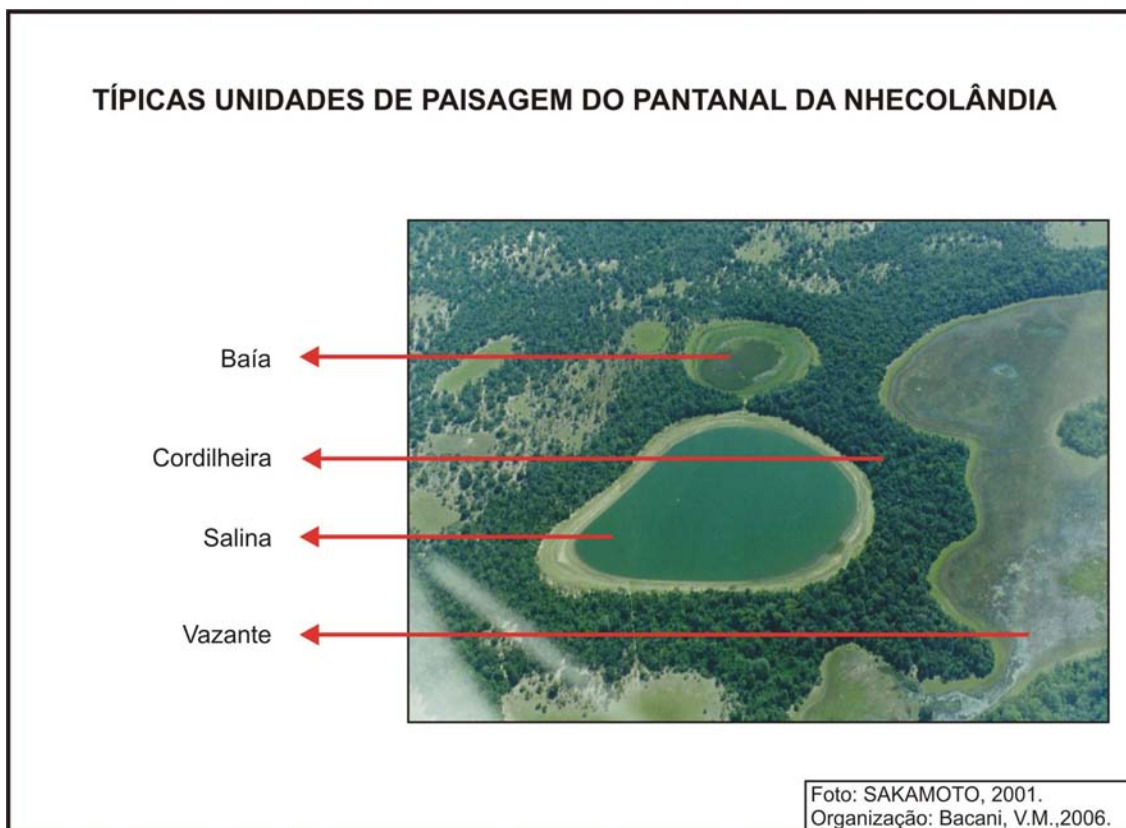 TÍPICAS UNIDADES DE PAISAGEM DO PANTANAL DA NHECOLÂNDIA
Baía
Cordilheira
Salina
Vazante
Foto: SAKAMOTO, 2001.
Organização: Bacani, V.M.,2006.